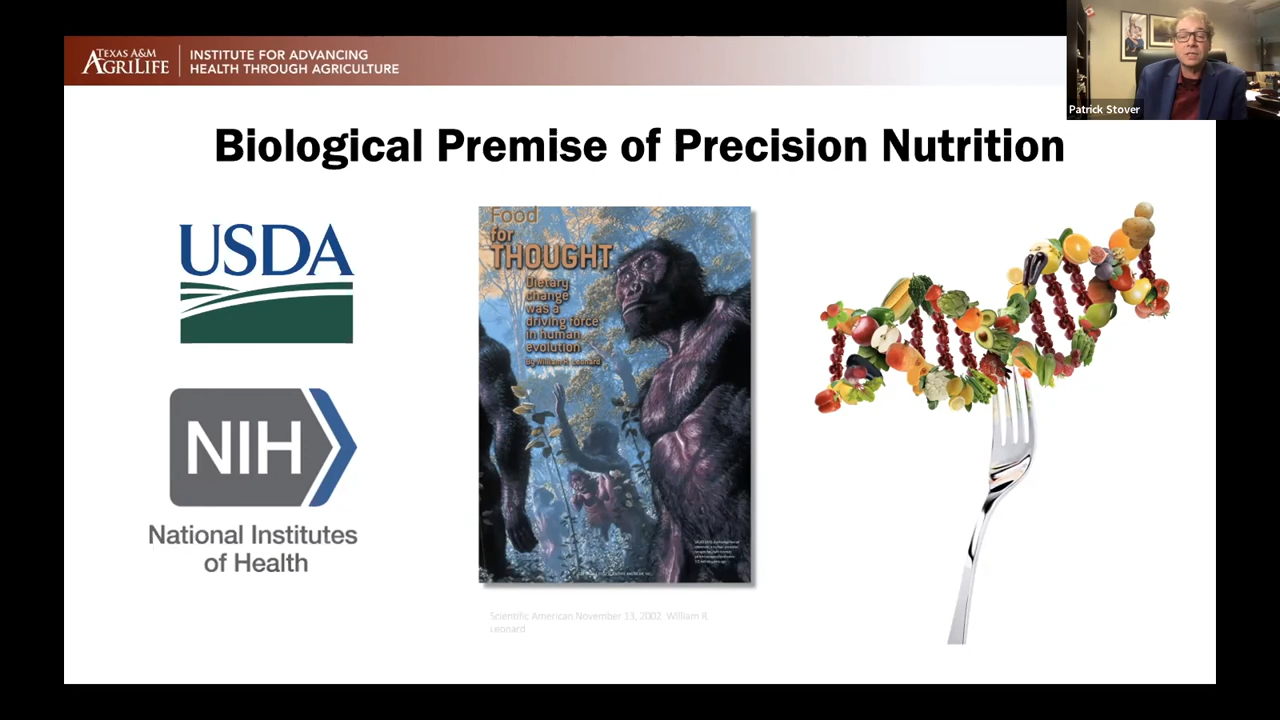 TEXAS A&M
AGRILIFE
INSTITUTE FOR ADVANCING
HEALTH THROUGH AGRICULTURE
Patrick Stover
Biological Premise of Precision Nutrition
USDA
NIH
National Institutes
of Health
Food
for
THOUGHT
Dietary
change
was a
driving force
in human
evolution
By William R. Leonard
Scientific American November 13, 2002 William R.
Leonard